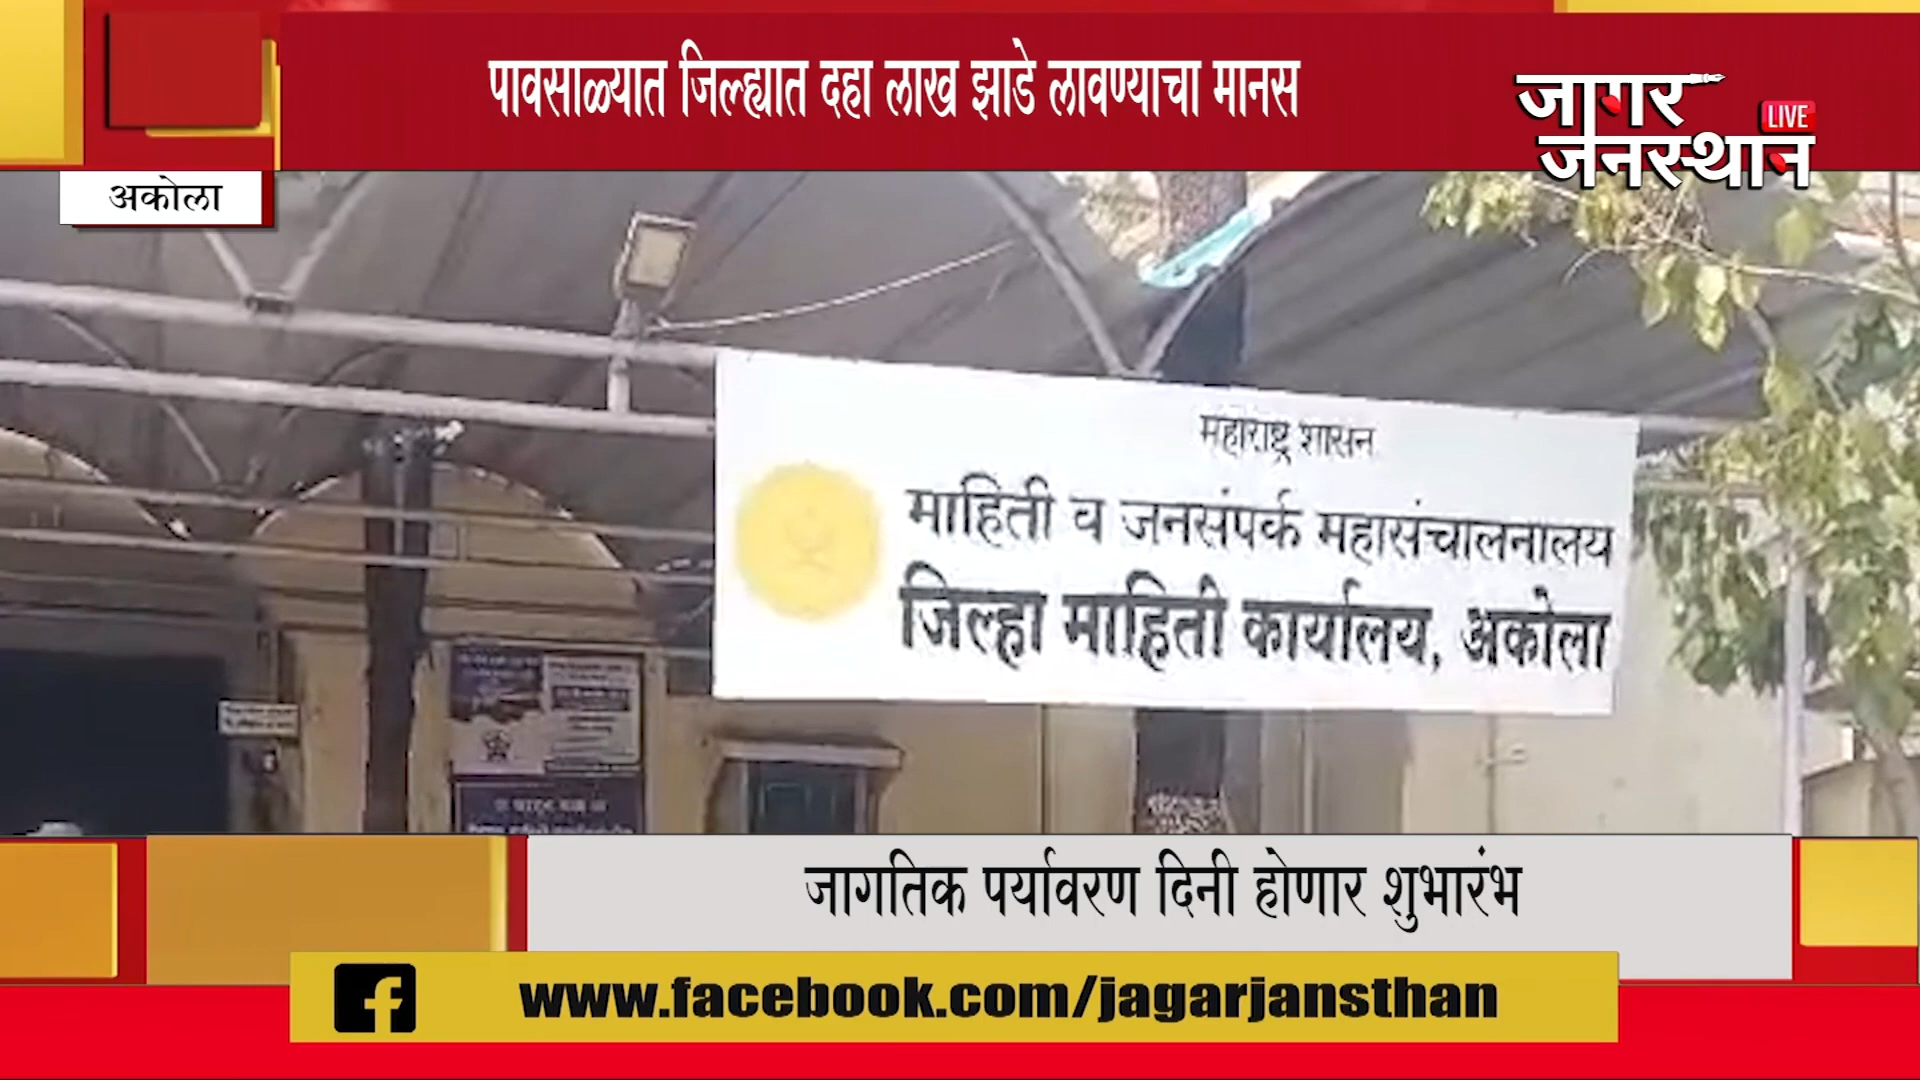 पावसाळ्यात जिल्ह्यात दहा लाख झाडे लावण्याचा मानस
जागर
LIVE
जनस्थान
अकोला
महाराष्ट्र शासन
माहिती व जनसंपर्क महासंचालनालय
जिल्हा माहिती कार्यालय, अकोला
जागतिक पर्यावरण दिनी होणार शुभारंभ
www.facebook.com/jagarjansthan